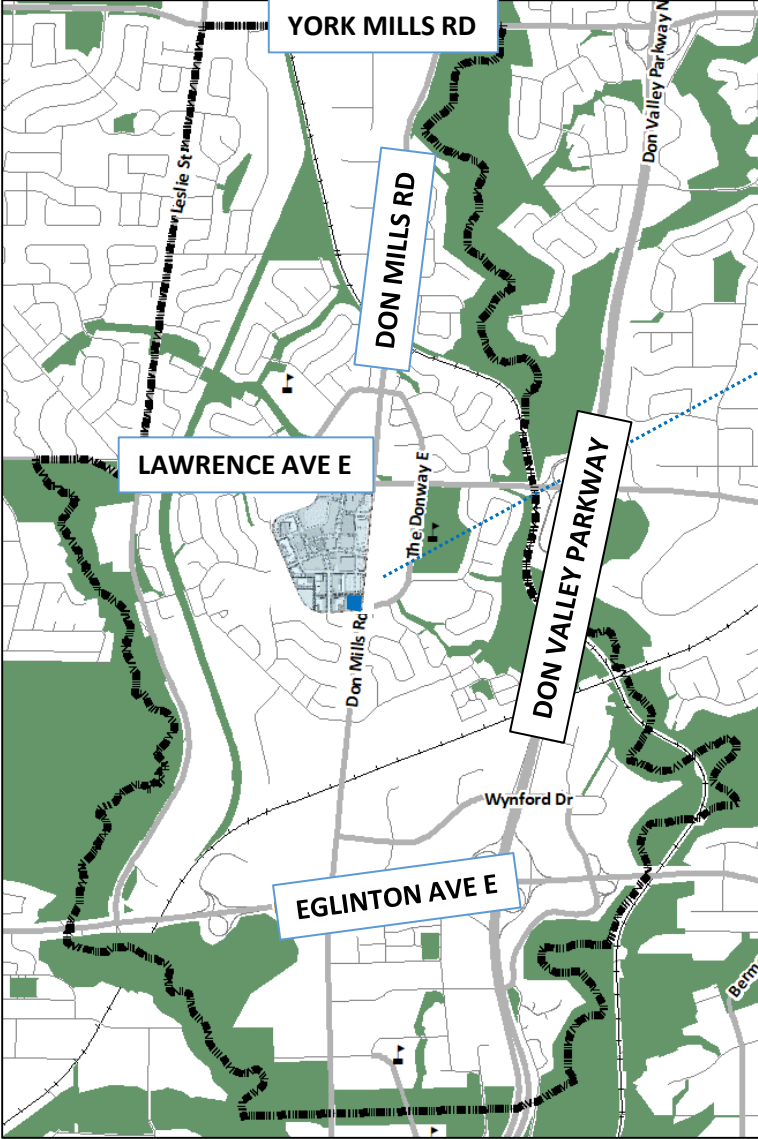 YORK MILLS RD
Don Valley Parkway N
Leslie St
DON MILLS RD
LAWRENCE AVE E
The Donway E
DON VALLEY PARKWAY
Don Mills Rd
Wynford Dr
EGLINTON AVE E